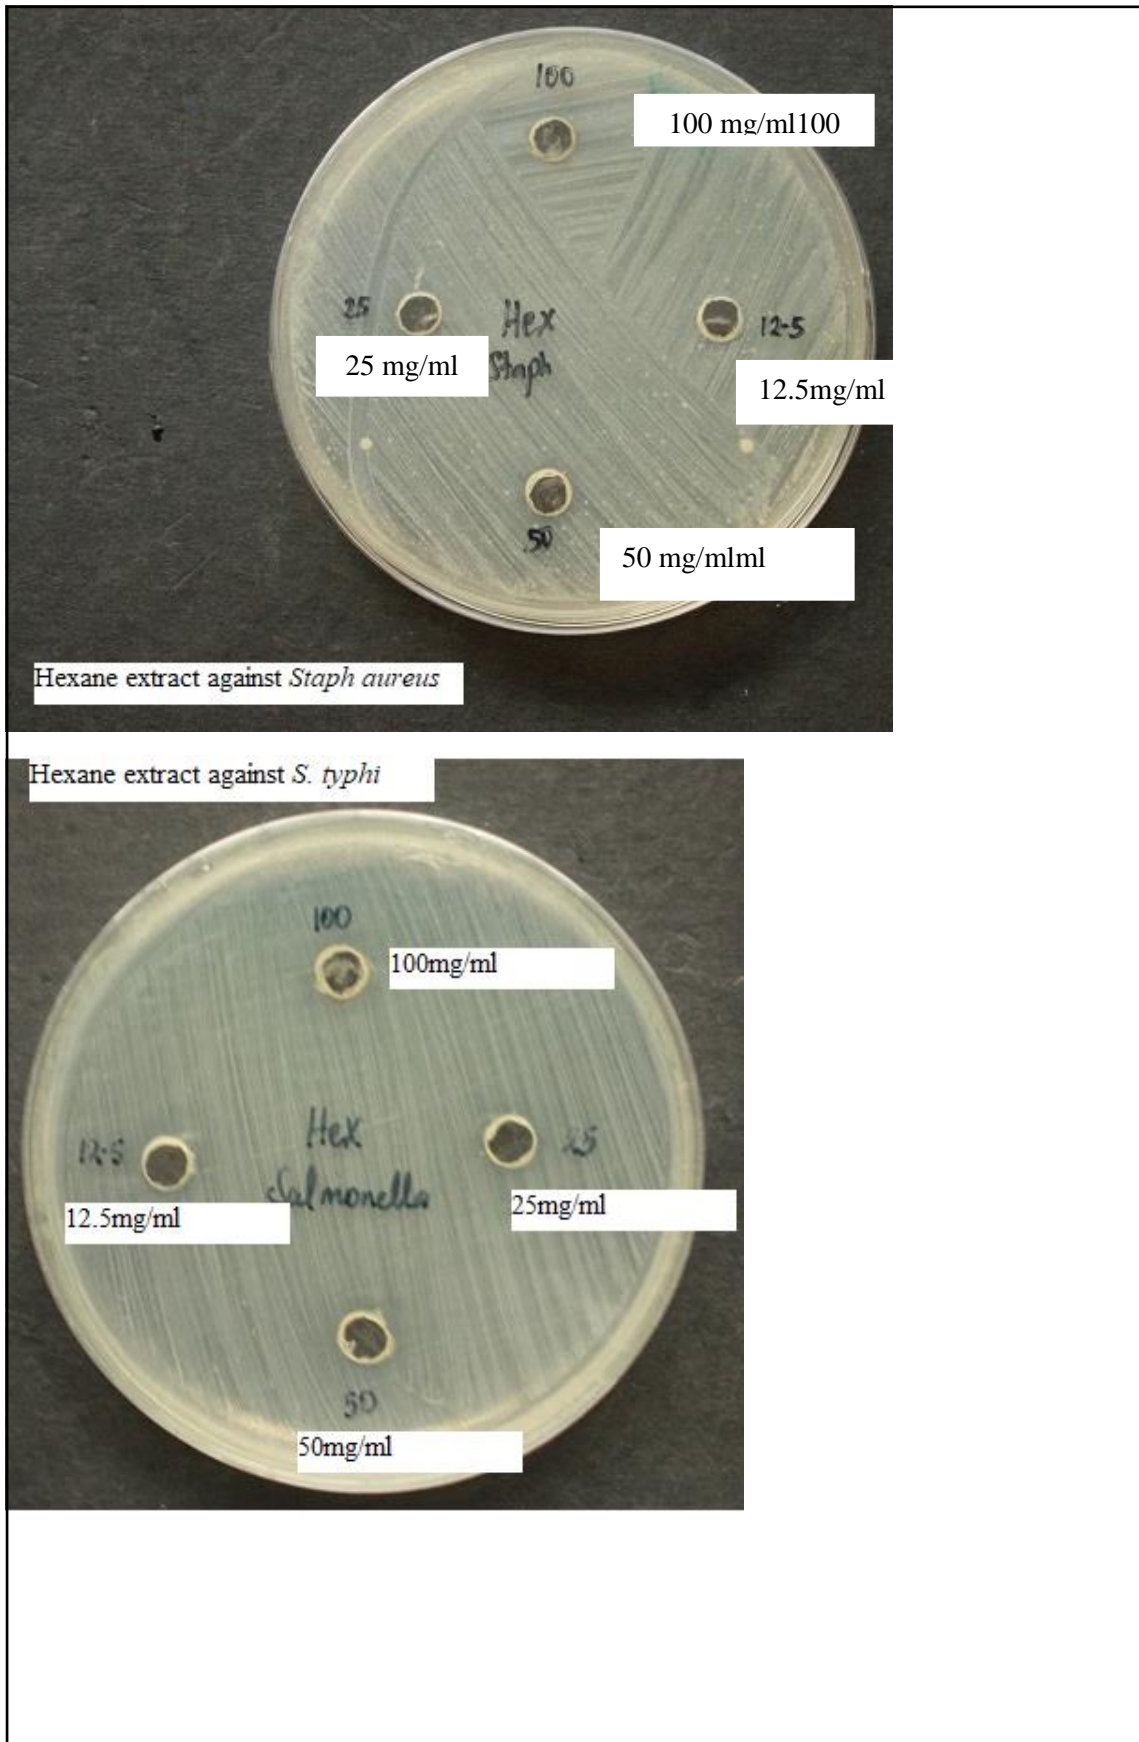 100
100 mg/ml100
25
Hex
12-5
25 mg/ml
Staph
12.5mg/ml
50
50 mg/mlml
Hexane extract against Staph aureus
Hexane extract against S. typhi
100
100mg/ml
12-5
Hex
25
Salmonella
12.5mg/ml
25mg/ml
50
50mg/ml